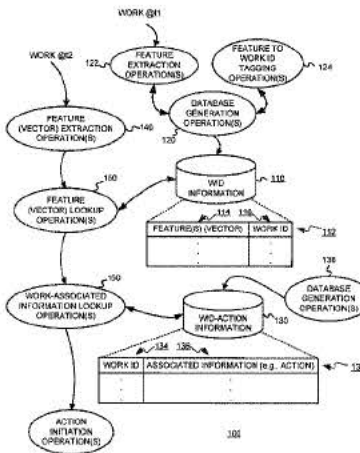 WORK @t1
WORK @t2
FEATURE
EXTRACTION
OPERATION(S)
122
FEATURE TO
WORK ID
TAGGING
OPERATION(S)
124
DATABASE
GENERATION
OPERATION(S)
120
FEATURE
(VECTOR) EXTRACTION
OPERATION(S)
140
WID
INFORMATION
110
FEATURE
(VECTOR) LOOKUP
OPERATION(S)
150
114
116
FEATURE(S) (VECTOR)
WORK ID
112
WORK-ASSOCIATED
INFORMATION LOOKUP
OPERATION(S)
WID-ACTION
INFORMATION
130
DATABASE
GENERATION
OPERATION(S)
134
136
WORK ID
ASSOCIATED INFORMATION (e.g., ACTION)
ACTION
INITIATION
OPERATION(S)
100